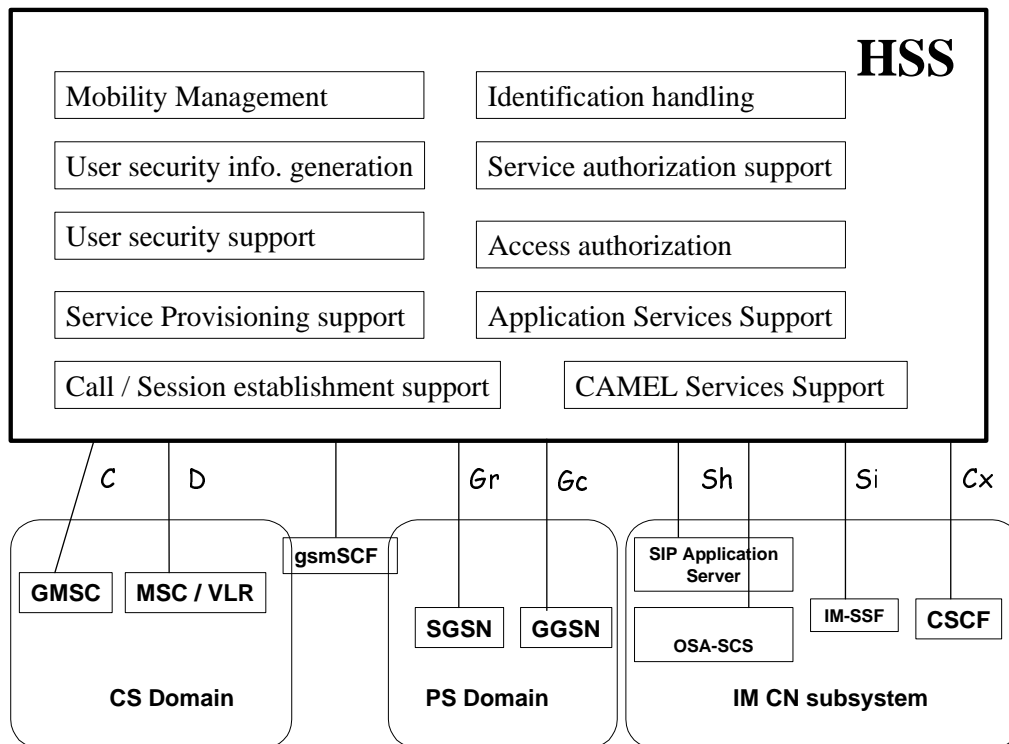 HSS
Mobility Management
Identification handling
User security info. generation
Service authorization support
User security support
Access authorization
Service Provisioning support
Application Services Support
Call / Session establishment support
CAMEL Services Support
C
D
Gr
Gc
Sh
Si
Cx
gsmSCF
SIP Application
Server
GMSC
MSC / VLR
SGSN
GGSN
OSA-SCS
IM-SSF
CSCF
CS Domain
PS Domain
IM CN subsystem